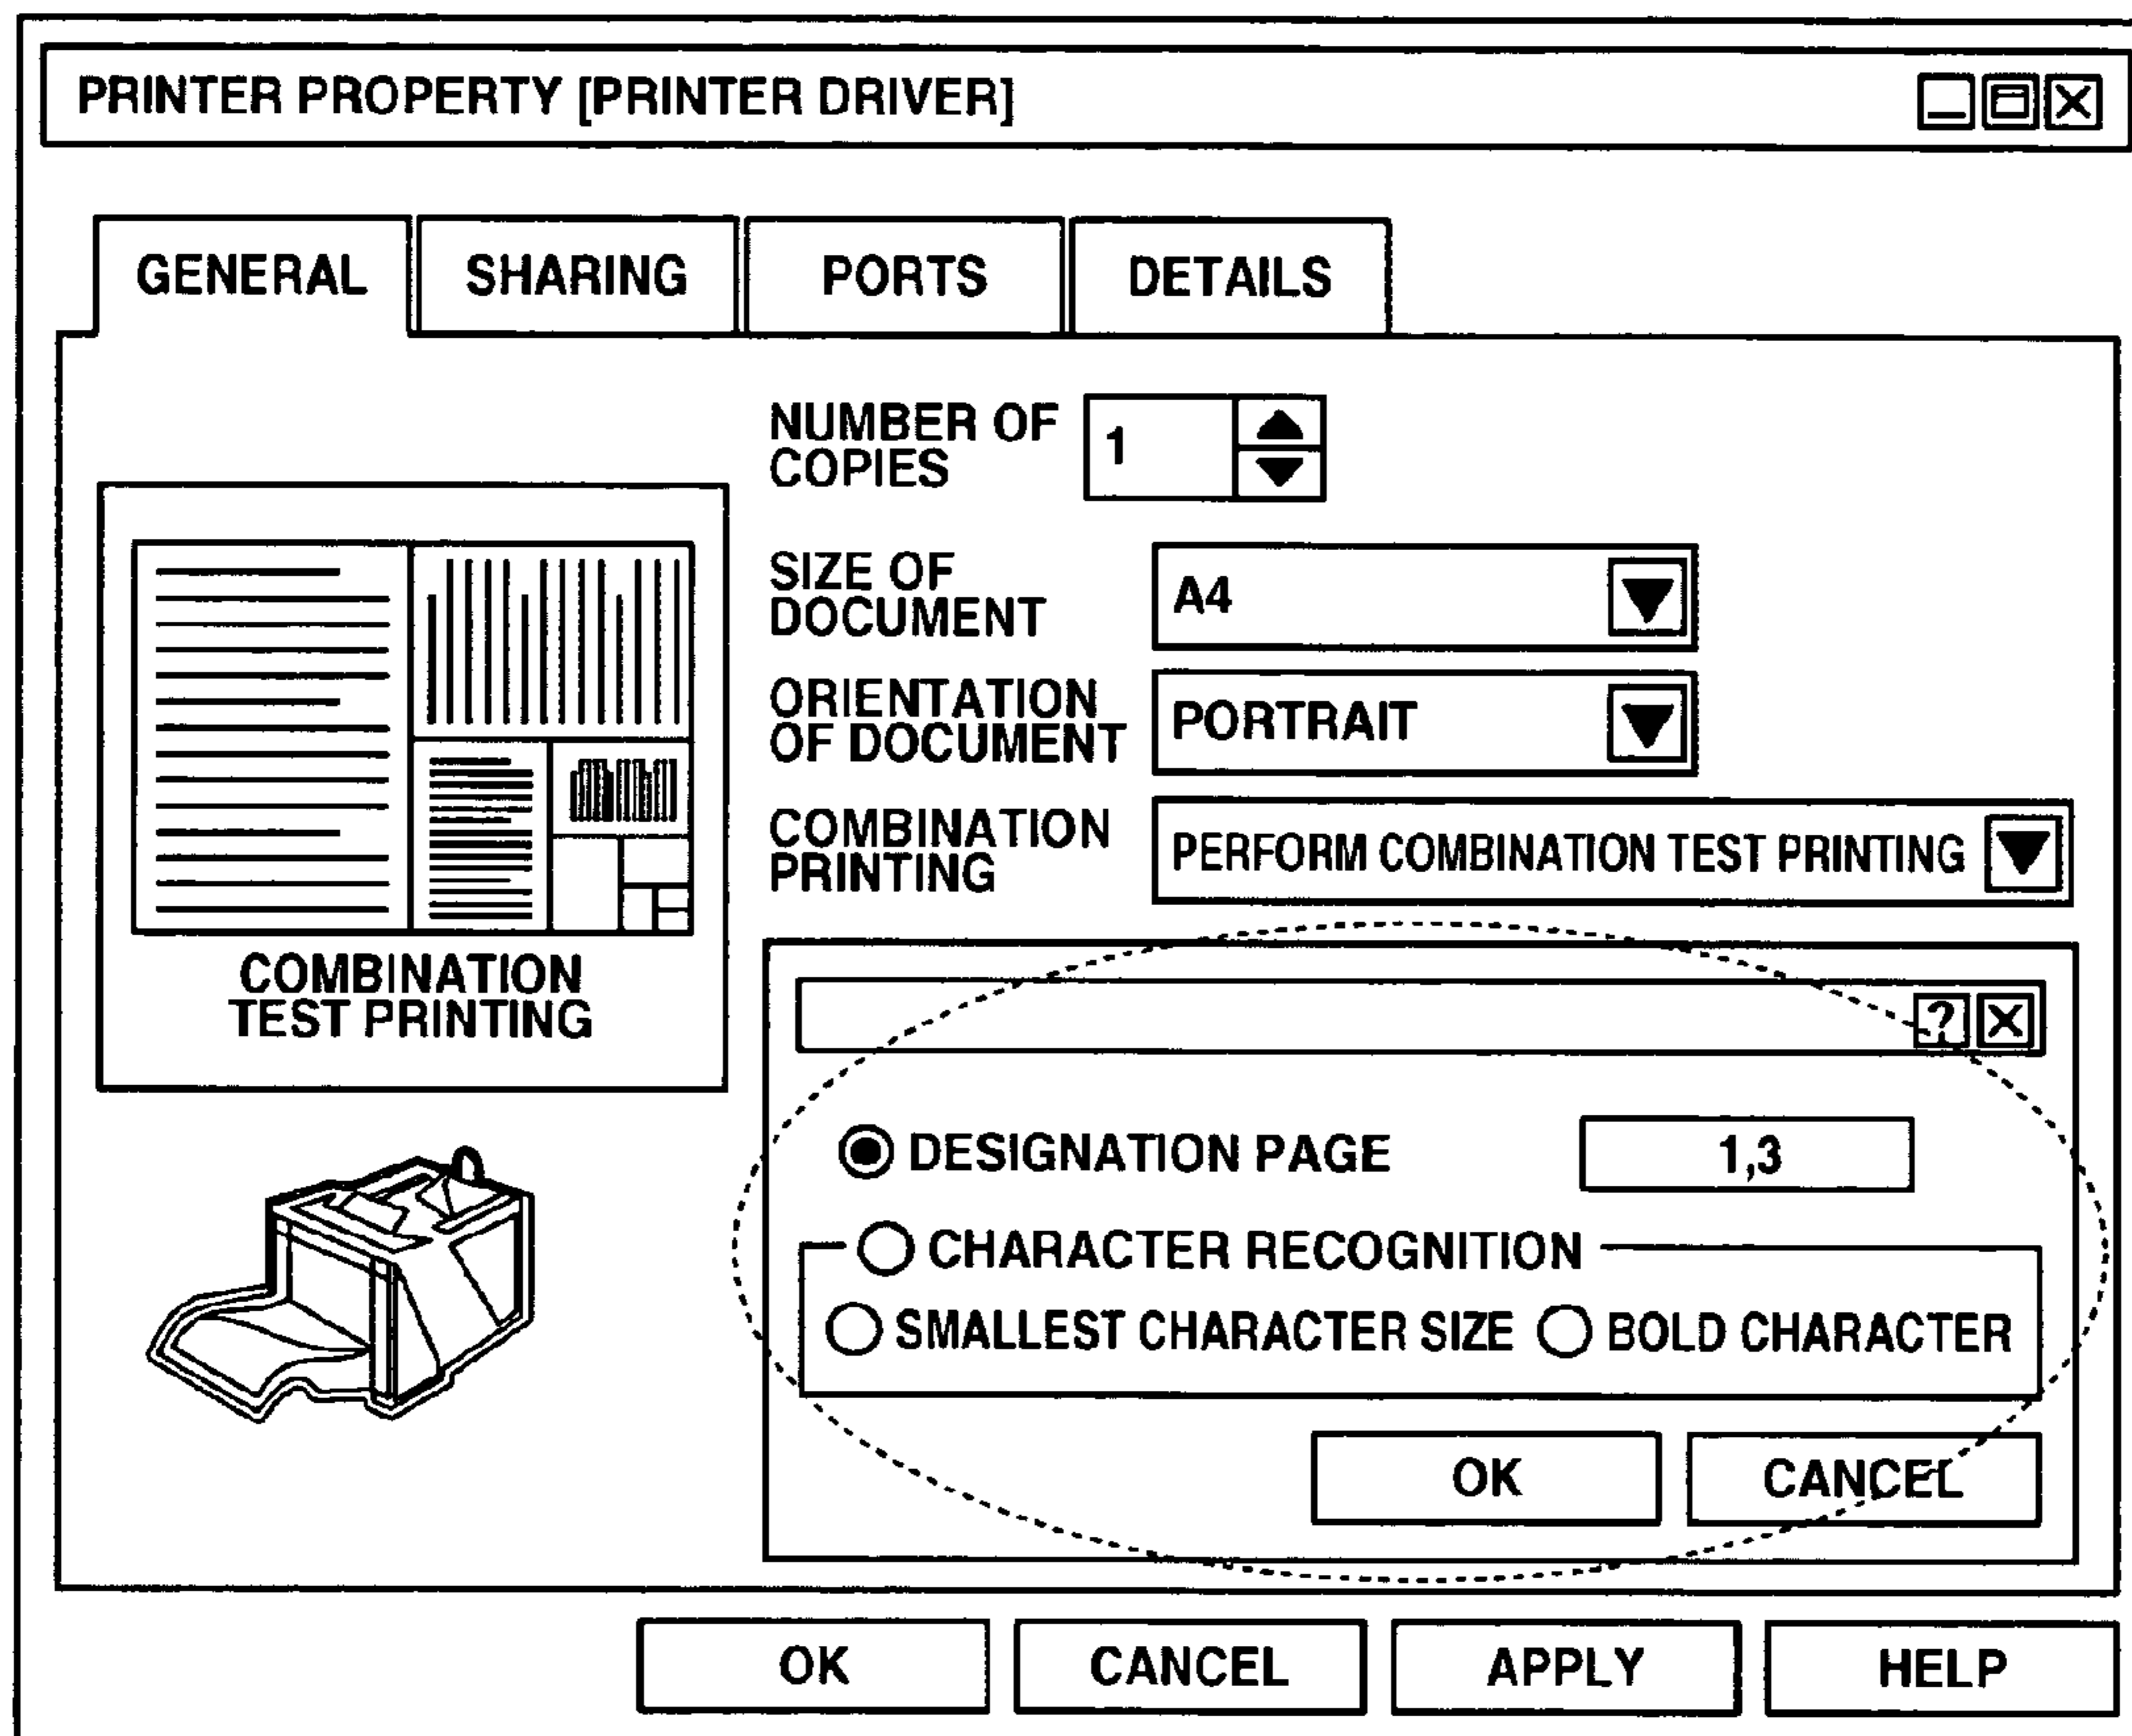 PRINTER PROPERTY [PRINTER DRIVER]
GENERAL
SHARING
PORTS
DETAILS
NUMBER OF
COPIES
1
SIZE OF
DOCUMENT
A4
ORIENTATION
OF DOCUMENT
PORTRAIT
COMBINATION
PRINTING
PERFORM COMBINATION TEST PRINTING
COMBINATION
TEST PRINTING
?
DESIGNATION PAGE
1,3
CHARACTER RECOGNITION
SMALLEST CHARACTER SIZE
BOLD CHARACTER
OK
CANCEL
OK
CANCEL
APPLY
HELP